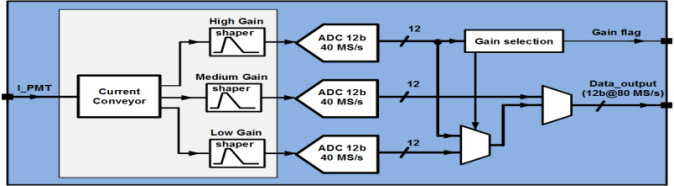 High Gain
shaper
ADC 12b
40 MS/s
12
Gain selection
Gain flag
I_PMT
Current
Conveyor
Medium Gain
shaper
ADC 12b
40 MS/s
12
Data_output
(12b@80 MS/s)
Low Gain
shaper
ADC 12b
40 MS/s
12